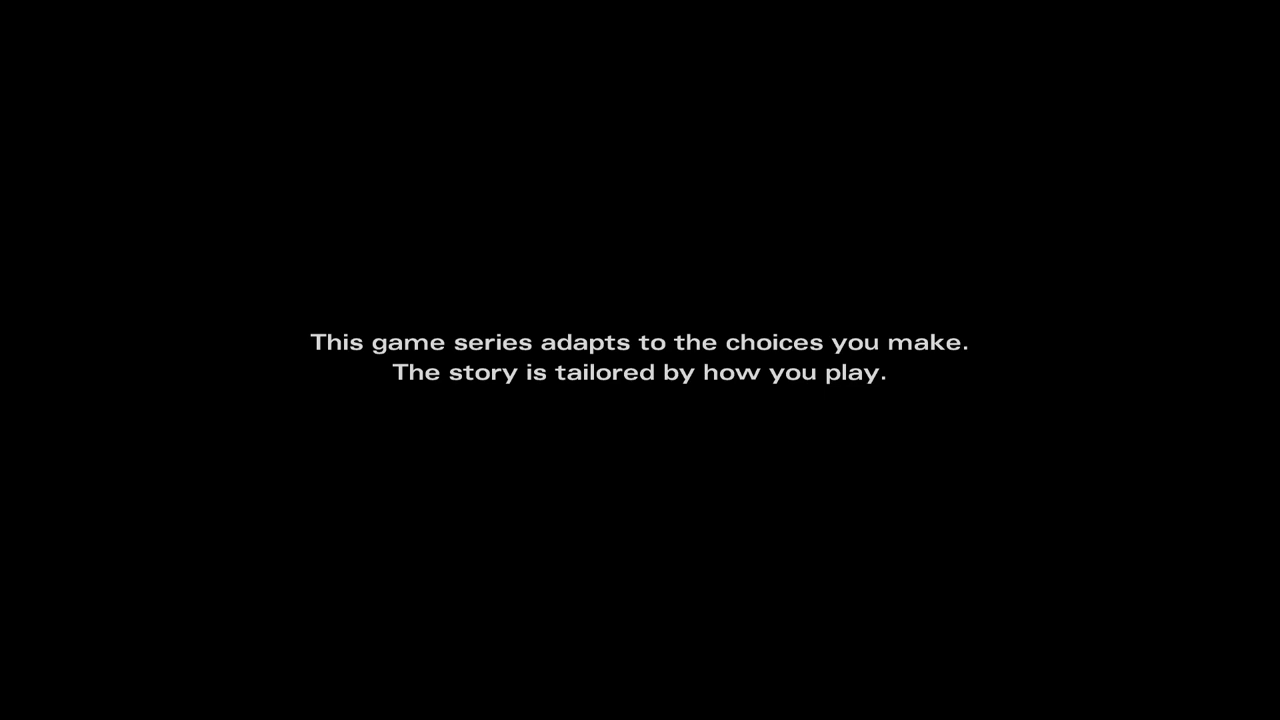 This game series adapts to the choices you make.
The story is tailored by how you play.